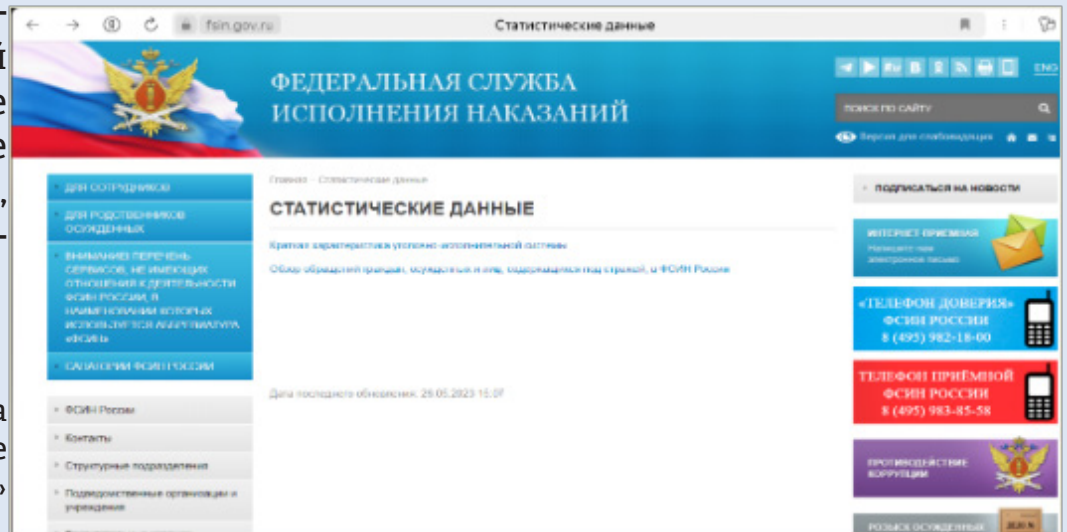 й
е
е
,
а
е
»
fsin.gov.ru
Статистические данные
ФЕДЕРАЛЬНАЯ СЛУЖБА
ИСПОЛНЕНИЯ НАКАЗАНИЙ
ENG
ПОИСК ПО САЙТУ
Версия для слабовидящих
ДЛЯ СОТРУДНИКОВ
ДЛЯ РОДСТВЕННИКОВ
ОСУЖДЕННЫХ
ВНИМАНИЕ! ПЕРЕЧЕНЬ
СЕРВИСОВ, НЕ ИМЕЮЩИХ
ОТНОШЕНИЯ К ДЕЯТЕЛЬНОСТИ
ФСИН РОССИИ, В
НАИМЕНОВАНИИ КОТОРЫХ
ИСПОЛЬЗУЕТСЯ АББРЕВИАТУРА
«ФСИН»
САНАТОРИИ ФСИН РОССИИ
ФСИН России
Контакты
Структурные подразделения
Подведомственные организации и
учреждения
Главная – Статистические данные
СТАТИСТИЧЕСКИЕ ДАННЫЕ
Краткая характеристика уголовно-исполнительной системы
Обзор обращений граждан, осужденных и лиц, содержащихся под стражей, в ФСИН России
Дата последнего обновления: 26.05.2023 15:07
ПОДПИСАТЬСЯ НА НОВОСТИ
ИНТЕРНЕТ-ПРИЕМНАЯ
Напишите нам
электронное письмо
«ТЕЛЕФОН ДОВЕРИЯ»
ФСИН РОССИИ
8 (495) 982-18-00
ТЕЛЕФОН ПРИЁМНОЙ
ФСИН РОССИИ
8 (495) 983-85-58
ПРОТИВОДЕЙСТВИЕ
КОРРУПЦИИ
РОЗЫСК ОСУЖДЕННЫХ
ДЕЛО №